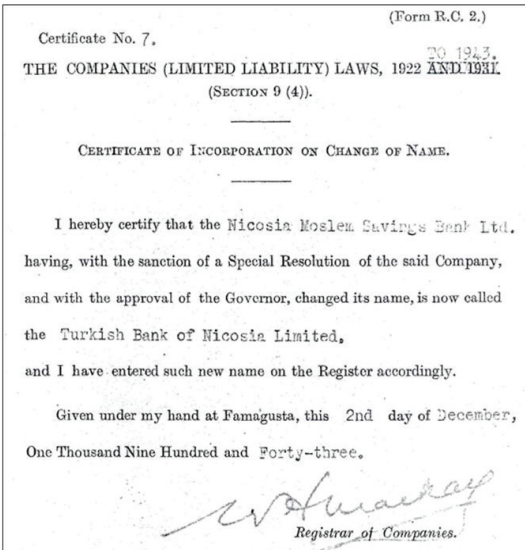 (Form R.C. 2.)
Certificate No. 7.
TO 1943.
THE COMPANIES (LIMITED LIABILITY) LAWS, 1922 AND 1931.
(SECTION 9 (4)).
CERTIFICATE OF INCORPORATION ON CHANGE OF NAME.
I hereby certify that the Nicosia Moslem Savings Bank Ltd.
having, with the sanction of a Special Resolution of the said Company,
and with the approval of the Governor, changed its name, is now called
the Turkish Bank of Nicosia Limited.
and I have entered such new name on the Register accordingly.
Given under my hand at Famagusta, this 2nd day of December,
One Thousand Nine Hundred and Forty-three.
Registrar of Companies.